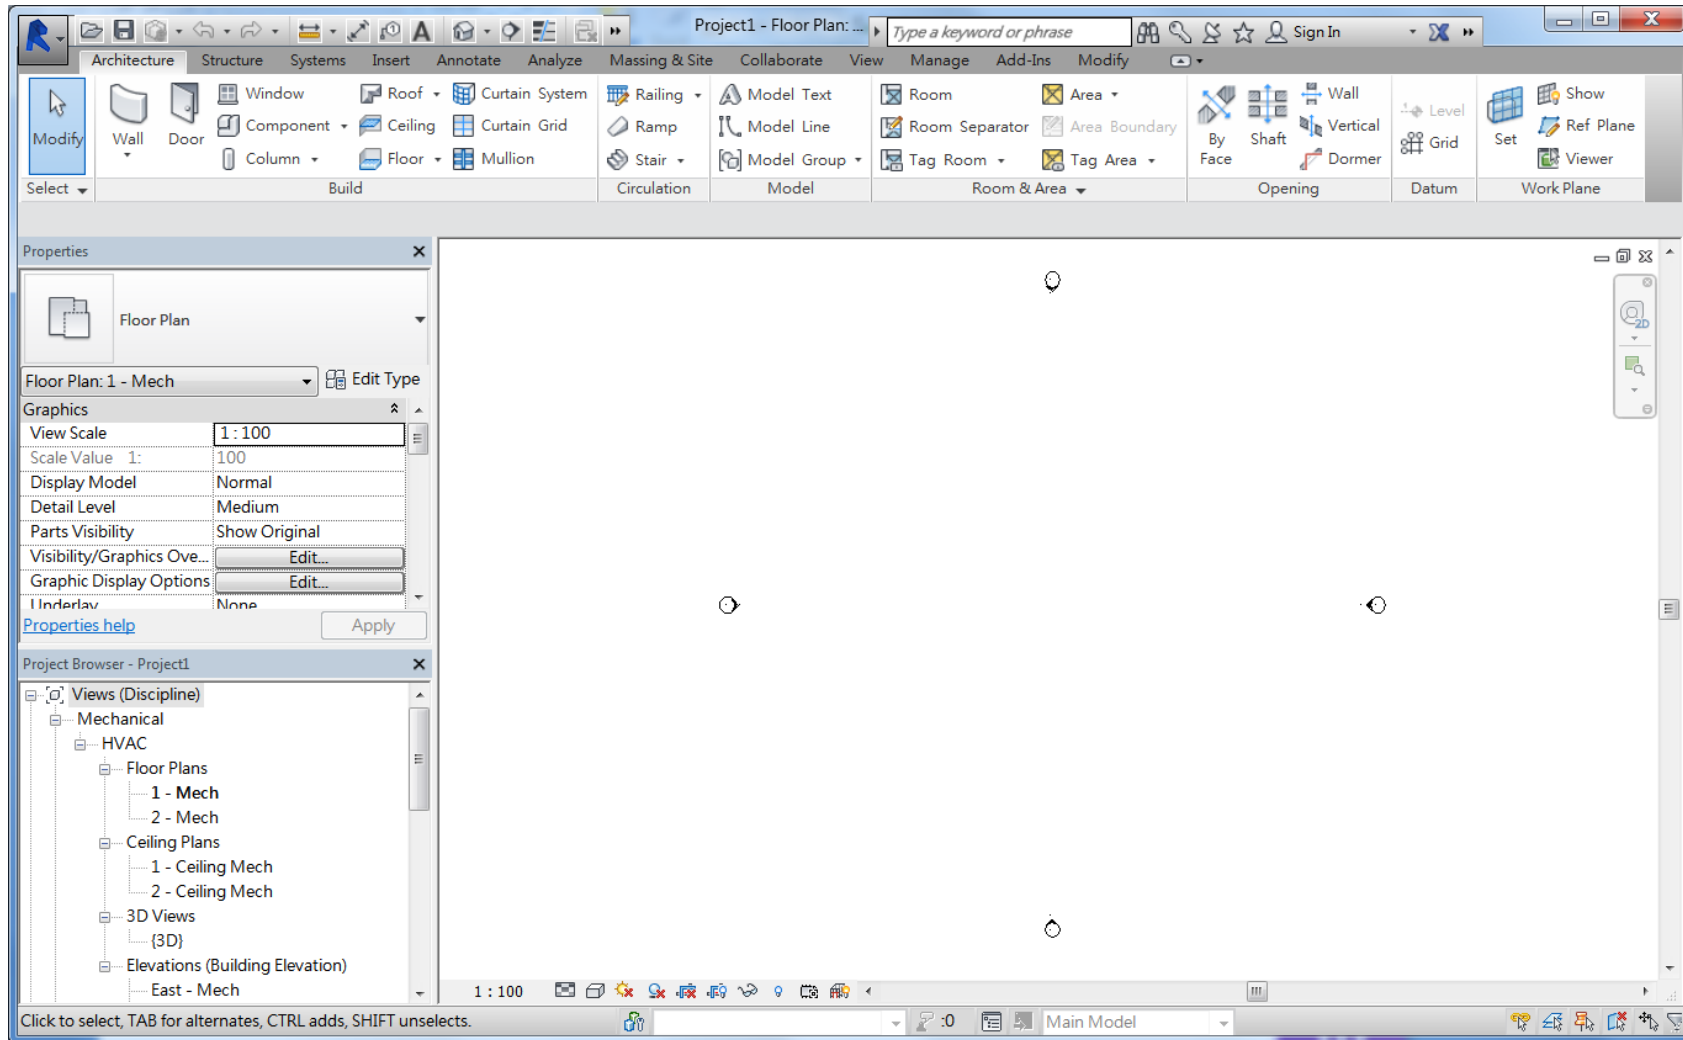 Project1 - Floor Plan: ...
Type a keyword or phrase
Sign In
Architecture Structure Systems Insert Annotate Analyze Massing & Site Collaborate View Manage Add-Ins Modify
Modify
Wall
Door
Window
Component
Column
Roof
Ceiling
Floor
Curtain System
Curtain Grid
Mullion
Railing
Ramp
Stair
Model Text
Model Line
Model Group
Room
Room Separator
Tag Room
Area
Area Boundary
Tag Area
By
Face
Shaft
Wall
Vertical
Dormer
Level
Grid
Set
Show
Ref Plane
Viewer
Select Build Circulation Model Room & Area Opening Datum Work Plane
Properties
Floor Plan
Floor Plan: 1 - Mech Edit Type
Graphics
View Scale 1 : 100
Scale Value 1: 100
Display Model Normal
Detail Level Medium
Parts Visibility Show Original
Visibility/Graphics Ove... Edit...
Graphic Display Options Edit...
Underlay None
Properties help Apply
2D
Project Browser - Project1
Views (Discipline)
Mechanical
HVAC
Floor Plans
1 - Mech
2 - Mech
Ceiling Plans
1 - Ceiling Mech
2 - Ceiling Mech
3D Views
{3D}
Elevations (Building Elevation)
East - Mech
1 : 100
Click to select, TAB for alternates, CTRL adds, SHIFT unselects.
:0
Main Model